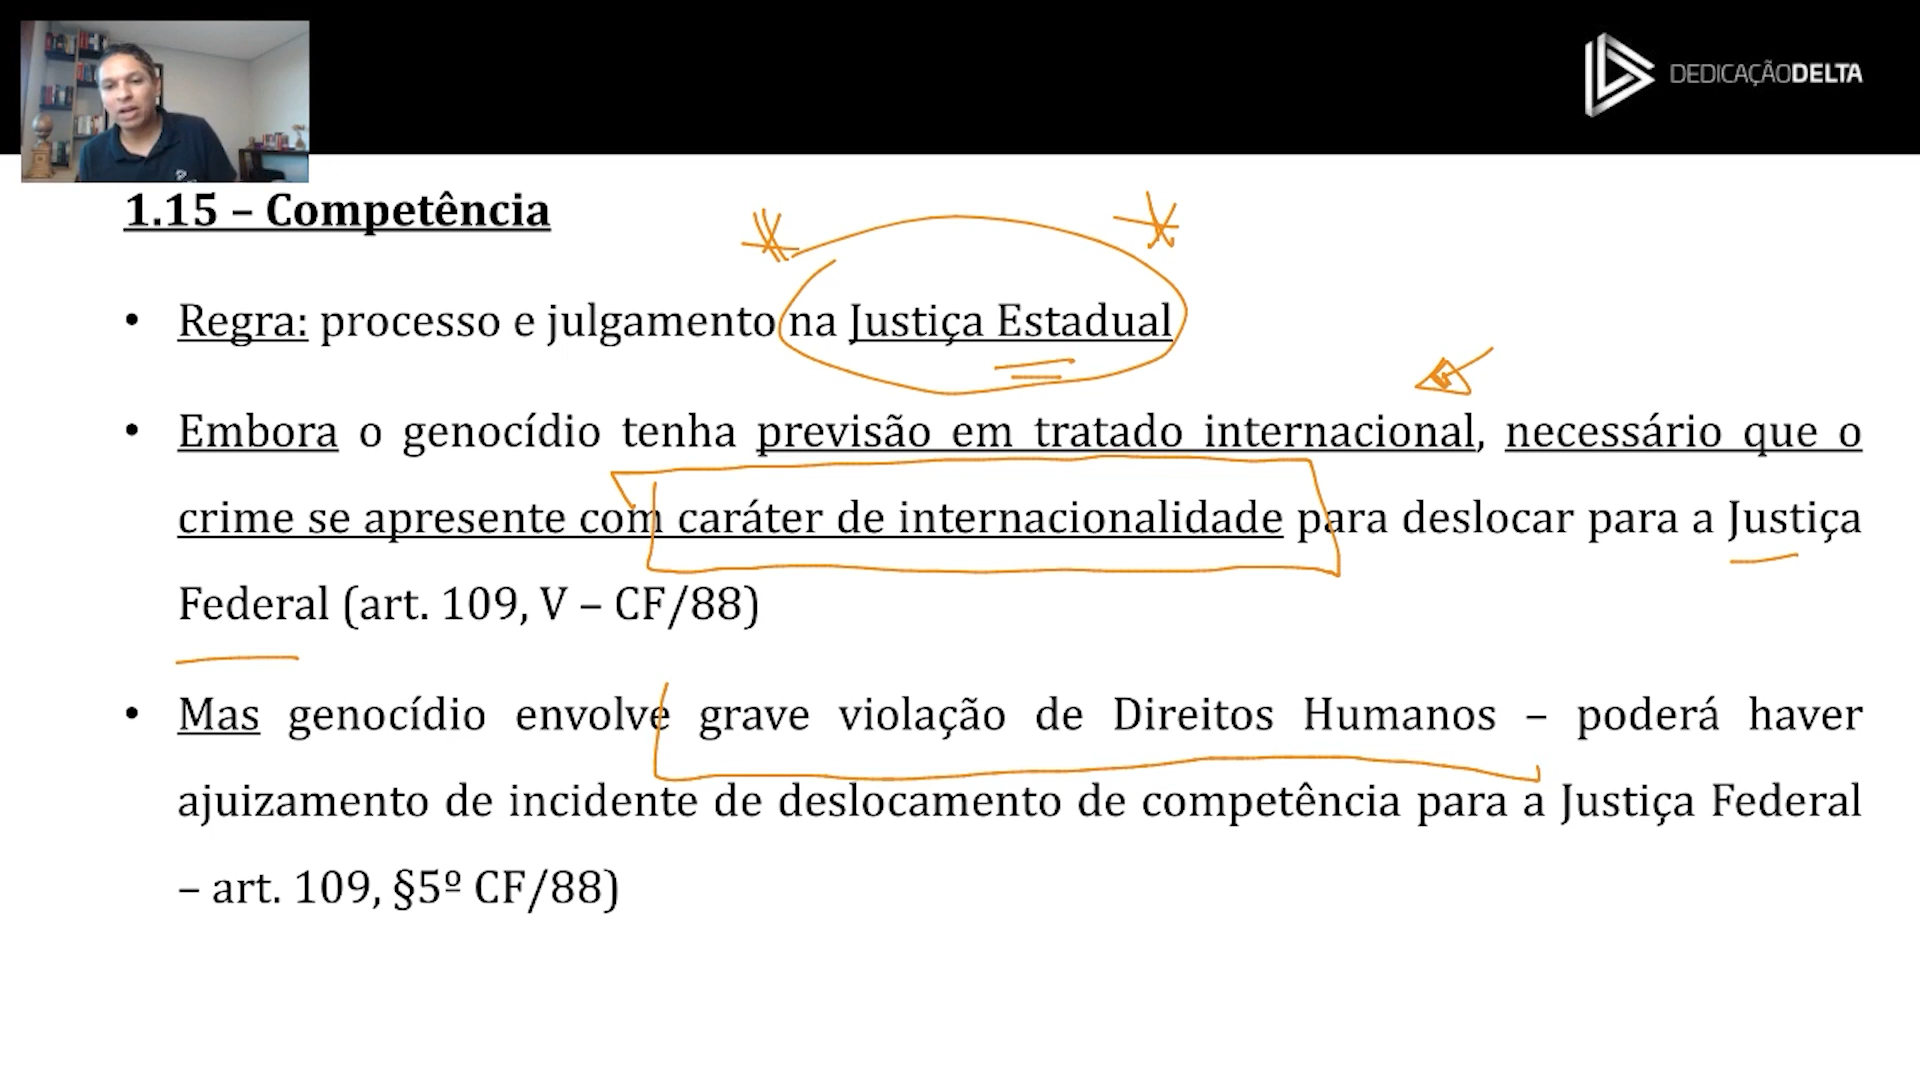 DEDICAÇÃODELTA
1.15 – Competência
• Regra: processo e julgamento na Justiça Estadual
• Embora o genocídio tenha previsão em tratado internacional, necessário que o
crime se apresente com caráter de internacionalidade para deslocar para a Justiça
Federal (art. 109, V – CF/88)
• Mas genocídio envolve grave violação de Direitos Humanos – poderá haver
ajuizamento de incidente de deslocamento de competência para a Justiça Federal
– art. 109, §5º CF/88)